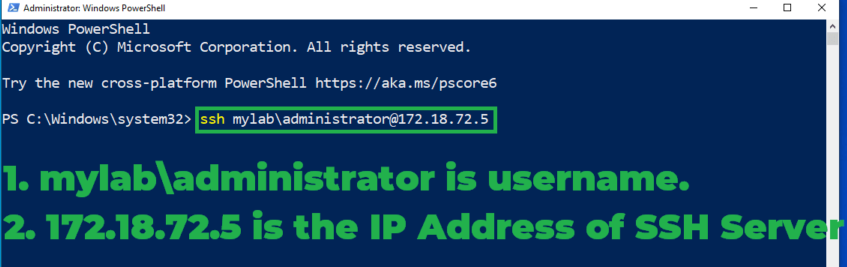 Administrator: Windows PowerShell
Windows PowerShell
Copyright (C) Microsoft Corporation. All rights reserved.
Try the new cross-platform PowerShell https://aka.ms/pscore6
PS C:\Windows\system32> ssh mylab\administrator@172.18.72.5
1. mylab\administrator is username.
2. 172.18.72.5 is the IP Address of SSH Server